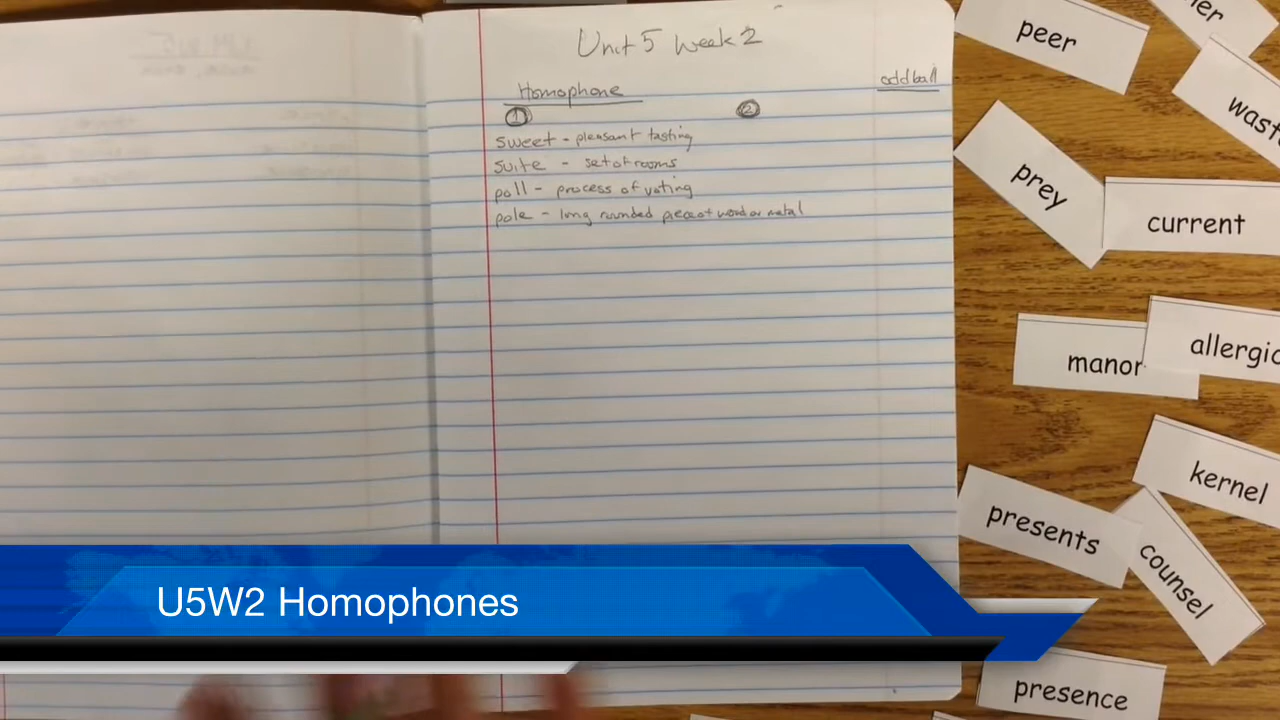 Unit 5 Week 2
Homophone
oddball
1
2
sweet - pleasant tasting
suite - set of rooms
poll - process of voting
pole - long rounded piece of wood or metal
peer
prey
current
manor
allergic
kernel
presents
counsel
presence
U5W2 Homophones